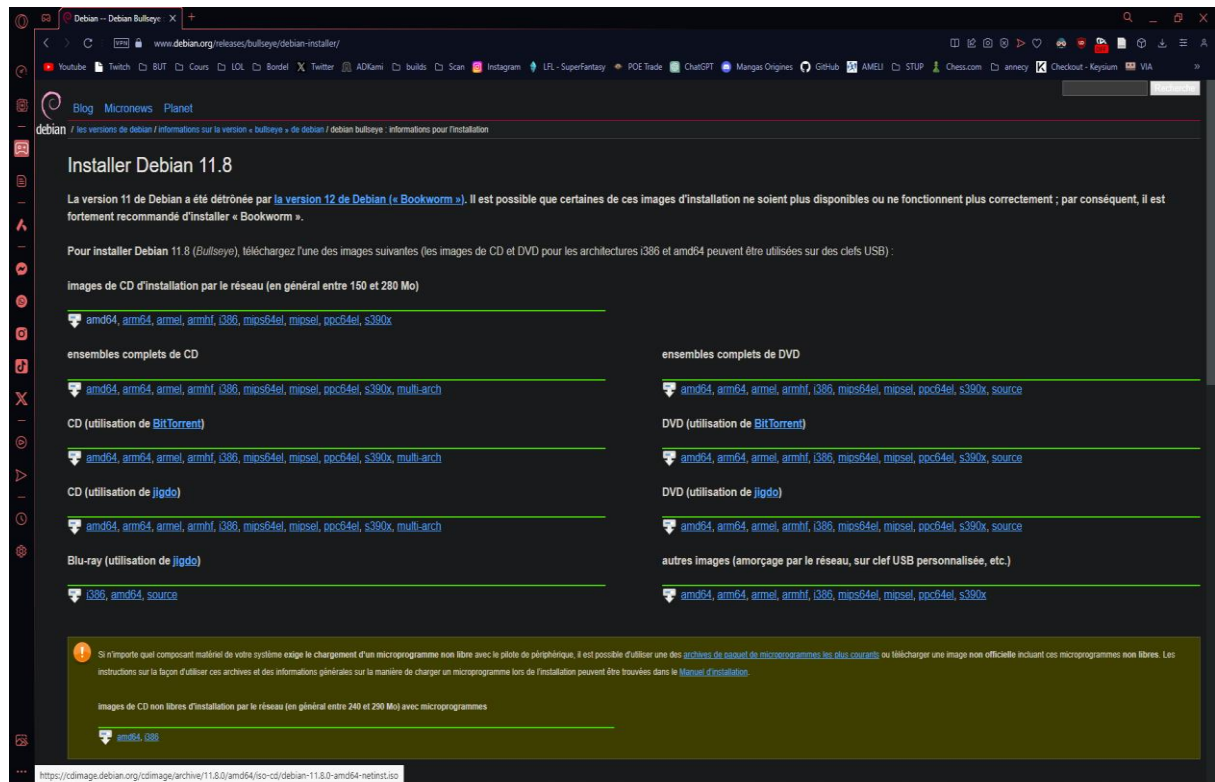 Debian -- Debian Bullseye
VPN www.debian.org/releases/bullseye/debian-installer/
Youtube Twitch BUT Cours LOL Bordel Twitter ADKami builds Scan Instagram LFL - SuperFantasy POE Trade ChatGPT Mangas Origines GitHub AMELI STUP Chess.com annecy Checkout - Keysium VIA »
Recherche
Blog Micronews Planet
debian / les versions de debian / informations sur la version « bullseye » de debian / debian bullseye : informations pour l'installation
Installer Debian 11.8
La version 11 de Debian a été détrônée par la version 12 de Debian (« Bookworm »). Il est possible que certaines de ces images d'installation ne soient plus disponibles ou ne fonctionnent plus correctement ; par conséquent, il est
fortement recommandé d'installer « Bookworm ».
Pour installer Debian 11.8 (Bullseye), téléchargez l'une des images suivantes (les images de CD et DVD pour les architectures i386 et amd64 peuvent être utilisées sur des clefs USB) :
images de CD d'installation par le réseau (en général entre 150 et 280 Mo)
amd64, arm64, armel, armhf, i386, mips64el, mipsel, ppc64el, s390x
ensembles complets de CD
amd64, arm64, armel, armhf, i386, mips64el, mipsel, ppc64el, s390x, multi-arch
ensembles complets de DVD
amd64, arm64, armel, armhf, i386, mips64el, mipsel, ppc64el, s390x, source
CD (utilisation de BitTorrent)
amd64, arm64, armel, armhf, i386, mips64el, mipsel, ppc64el, s390x, multi-arch
DVD (utilisation de BitTorrent)
amd64, arm64, armel, armhf, i386, mips64el, mipsel, ppc64el, s390x, source
CD (utilisation de jigdo)
amd64, arm64, armel, armhf, i386, mips64el, mipsel, ppc64el, s390x, multi-arch
DVD (utilisation de jigdo)
amd64, arm64, armel, armhf, i386, mips64el, mipsel, ppc64el, s390x, source
Blu-ray (utilisation de jigdo)
i386, amd64, source
autres images (amorçage par le réseau, sur clef USB personnalisée, etc.)
amd64, arm64, armel, armhf, i386, mips64el, mipsel, ppc64el, s390x
Si n'importe quel composant matériel de votre système exige le chargement d'un microprogramme non libre avec le pilote de périphérique, il est possible d'utiliser une des archives de paquet de microprogrammes les plus courants ou télécharger une image non officielle incluant ces microprogrammes non libres. Les
instructions sur la façon d'utiliser ces archives et des informations générales sur la manière de charger un microprogramme lors de l'installation peuvent être trouvées dans le Manuel d'installation.
images de CD non libres d'installation par le réseau (en général entre 240 et 290 Mo) avec microprogrammes
amd64, i386
https://cdimage.debian.org/cdimage/archive/11.8.0/amd64/iso-cd/debian-11.8.0-amd64-netinst.iso